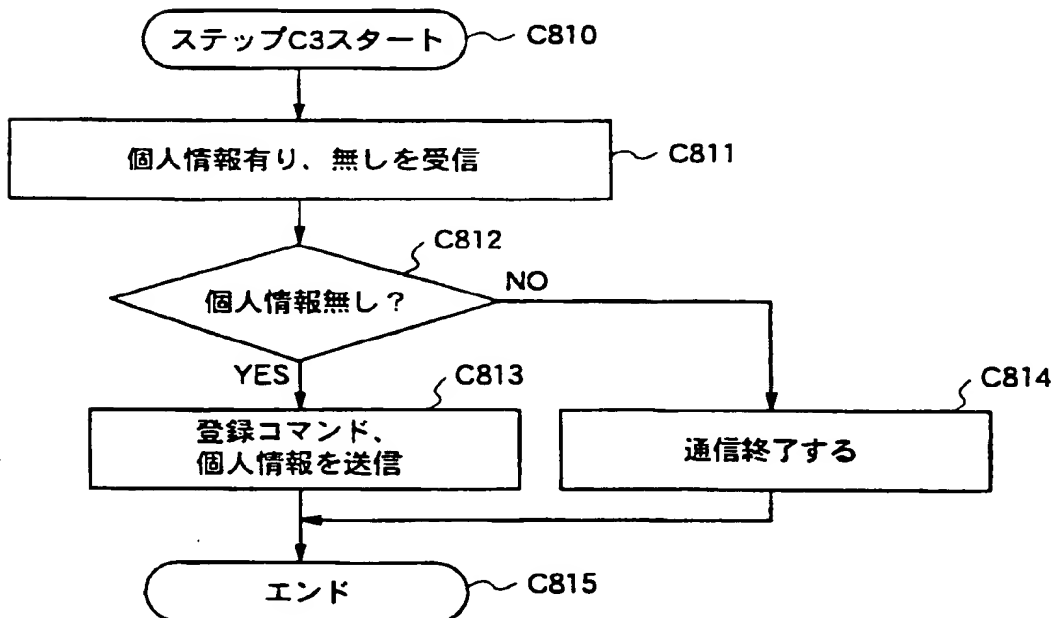 ステップC3スタート
C810
個人情報有り、無しを受信
C811
C812
個人情報無し？
NO
YES
C813
C814
登録コマンド、
個人情報を送信
通信終了する
エンド
C815